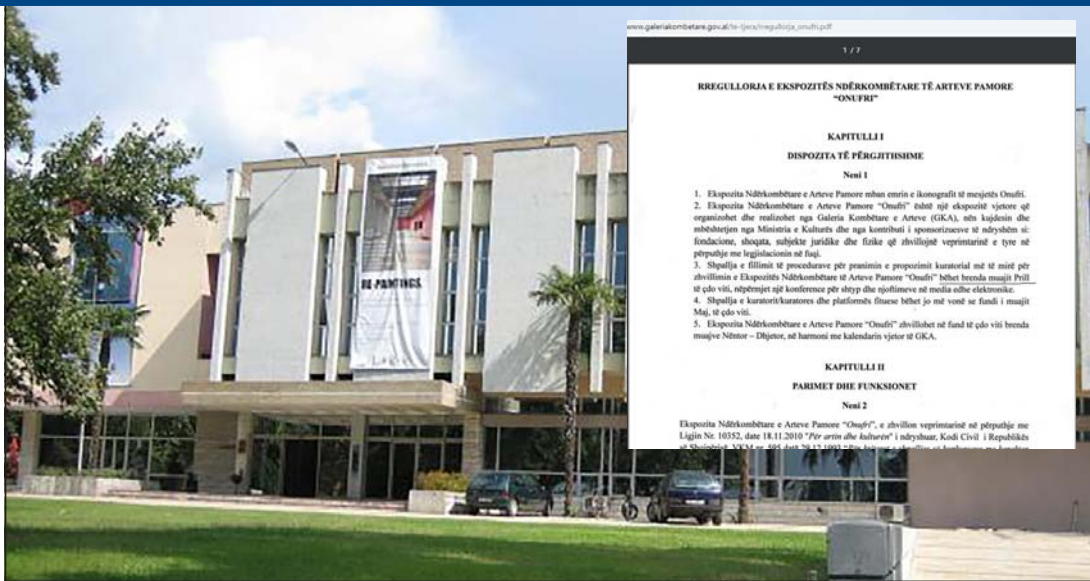 www.galeriakombetare.gov.al/te-tjera/rregullorja_onufri.pdf
1 / 7
RREGULLORJA E EKSPOZITËS NDËRKOMBËTARE TË ARTEVE PAMORE
“ONUFRI”
KAPITULLI I
DISPOZITA TË PËRGJITHSHME
Neni 1
1. Ekspozita Ndërkombëtare e Arteve Pamore mban emrin e ikonografit të mesjetës Onufri.
2. Ekspozita Ndërkombëtare e Arteve Pamore “Onufri” është një ekspozitë vjetore që
organizohet dhe realizohet nga Galeria Kombëtare e Arteve (GKA), nën kujdesin dhe
mbështetjen nga Ministria e Kulturës dhe nga kontributi i sponsorizuesve të ndryshëm si:
fondacione, shoqata, subjekte juridike dhe fizike që zhvillojnë veprimtarinë e tyre në
përputhje me legjislacionin në fuqi.
3. Shpallja e fillimit të procedurave për pranimin e propozimit kuratorial më të mirë për
zhvillimin e Ekspozitës Ndërkombëtare të Arteve Pamore “Onufri” bëhet brenda muajit Prill
të çdo viti, nëpërmjet një konference për shtyp dhe njoftimeve në media edhe elektronike.
4. Shpallja e kuratorit/kuratores dhe platformës fituese bëhet jo më vonë se fundi i muajit
Maj, të çdo viti.
5. Ekspozita Ndërkombëtare e Arteve Pamore “Onufri” zhvillohet në fund të çdo viti brenda
muajve Nëntor – Dhjetor, në harmoni me kalendarin vjetor të GKA.
KAPITULLI II
PARIMET DHE FUNKSIONET
Neni 2
Ekspozita Ndërkombëtare e Arteve Pamore “Onufri”, e zhvillon veprimtarinë në përputhje me
Ligjin Nr. 10352, date 18.11.2010 “Për artin dhe kulturën” i ndryshuar, Kodi Civil i Republikës
RE-PAINTINGS.